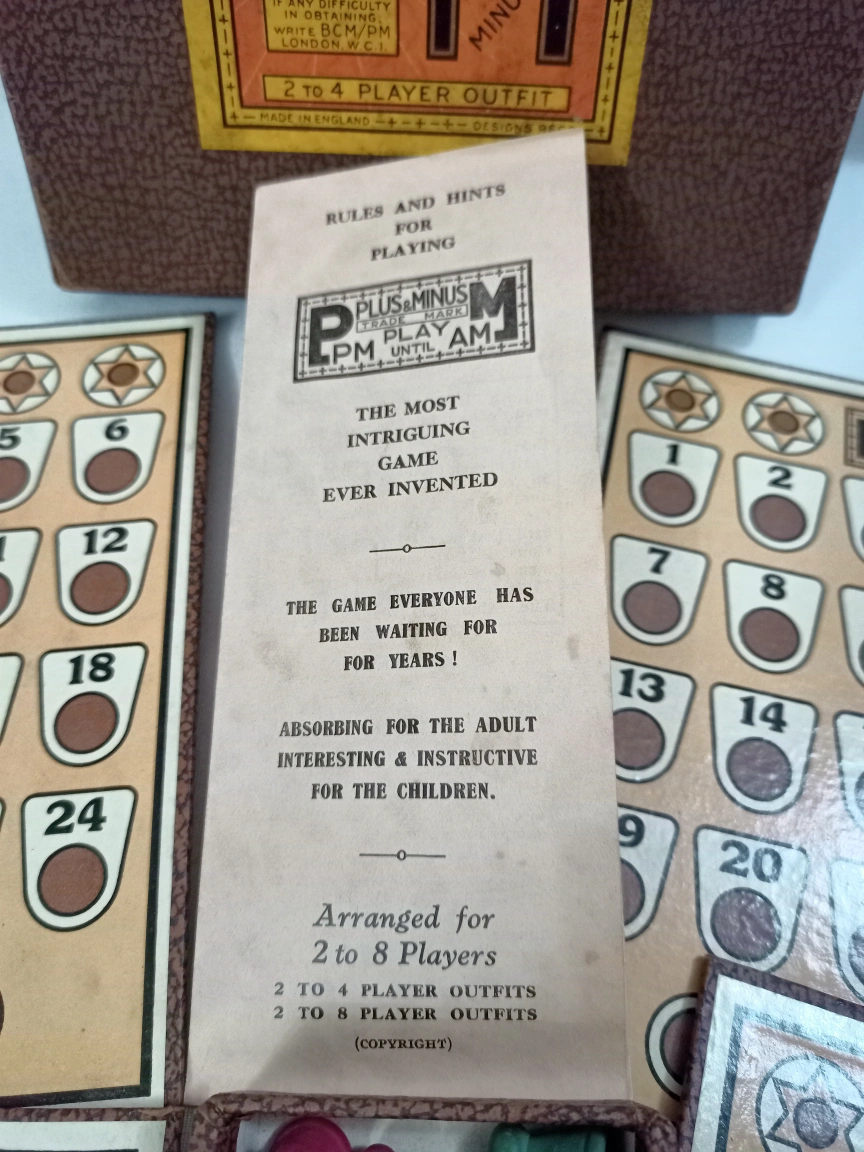 IF ANY DIFFICULTY
IN OBTAINING,
WRITE BCM/PM
LONDON. W.C.1.
2 TO 4 PLAYER OUTFIT
MADE IN ENGLAND
DESIGNS
RULES AND HINTS
FOR
PLAYING
P PLUS & MINUS M
TRADE MARK
PM PLAY UNTIL AM
THE MOST
INTRIGUING
GAME
EVER INVENTED
THE GAME EVERYONE HAS
BEEN WAITING FOR
FOR YEARS !
ABSORBING FOR THE ADULT
INTERESTING & INSTRUCTIVE
FOR THE CHILDREN.
Arranged for
2 to 8 Players
2 TO 4 PLAYER OUTFITS
2 TO 8 PLAYER OUTFITS
(COPYRIGHT)
5 6
12
18
24
1 2
7 8
13 14
20